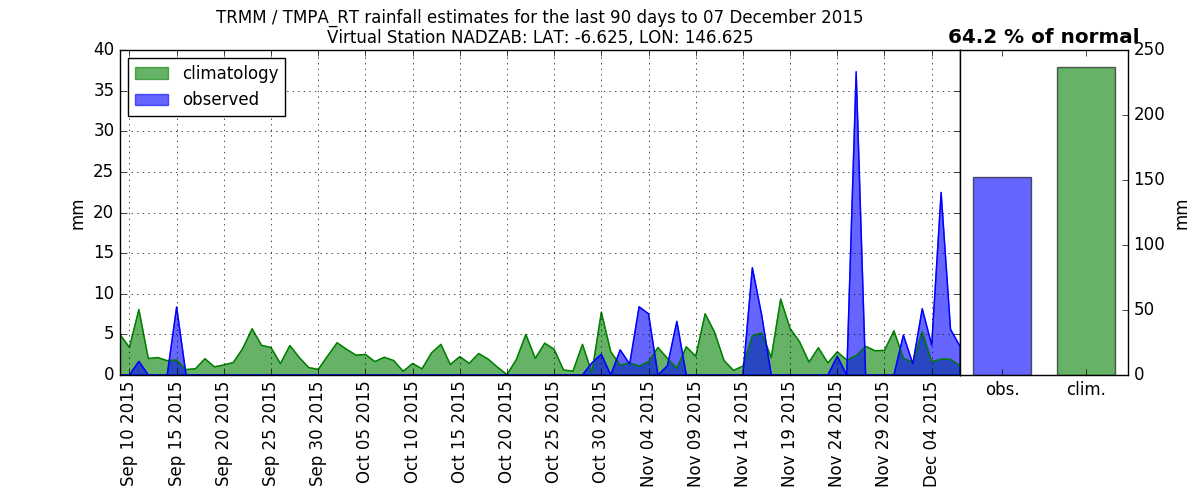 TRMM / TMPA_RT rainfall estimates for the last 90 days to 07 December 2015
Virtual Station NADZAB: LAT: -6.625, LON: 146.625
64.2 % of normal
climatology
observed
mm
40
35
30
25
20
15
10
5
0
250
200
150
100
50
0
mm
Sep 10 2015
Sep 15 2015
Sep 20 2015
Sep 25 2015
Sep 30 2015
Oct 05 2015
Oct 10 2015
Oct 15 2015
Oct 20 2015
Oct 25 2015
Oct 30 2015
Nov 04 2015
Nov 09 2015
Nov 14 2015
Nov 19 2015
Nov 24 2015
Nov 29 2015
Dec 04 2015
obs.
clim.